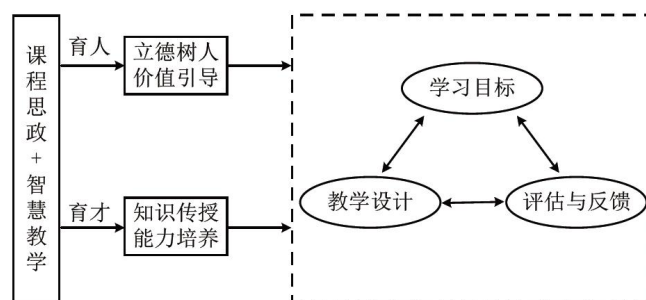 课程思政+智慧教学
育人
立德树人
价值引导
育才
知识传授
能力培养
学习目标
教学设计
评估与反馈